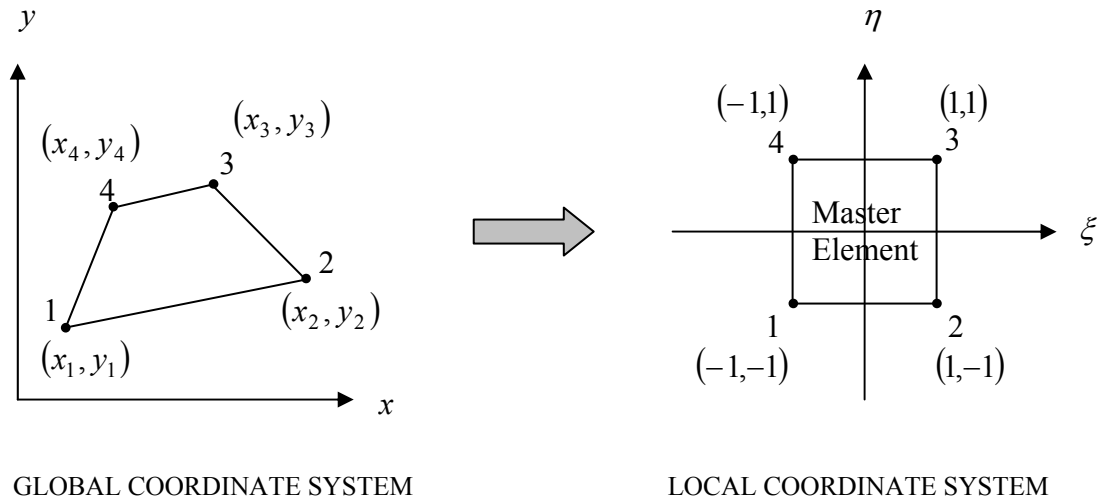 y
(x₃, y₃)
(x₄, y₄)
3
4
2
1
(x₂, y₂)
(x₁, y₁)
x
GLOBAL COORDINATE SYSTEM
η
(−1,1)
(1,1)
4
3
Master
Element
ξ
1
2
(−1,−1)
(1,−1)
LOCAL COORDINATE SYSTEM